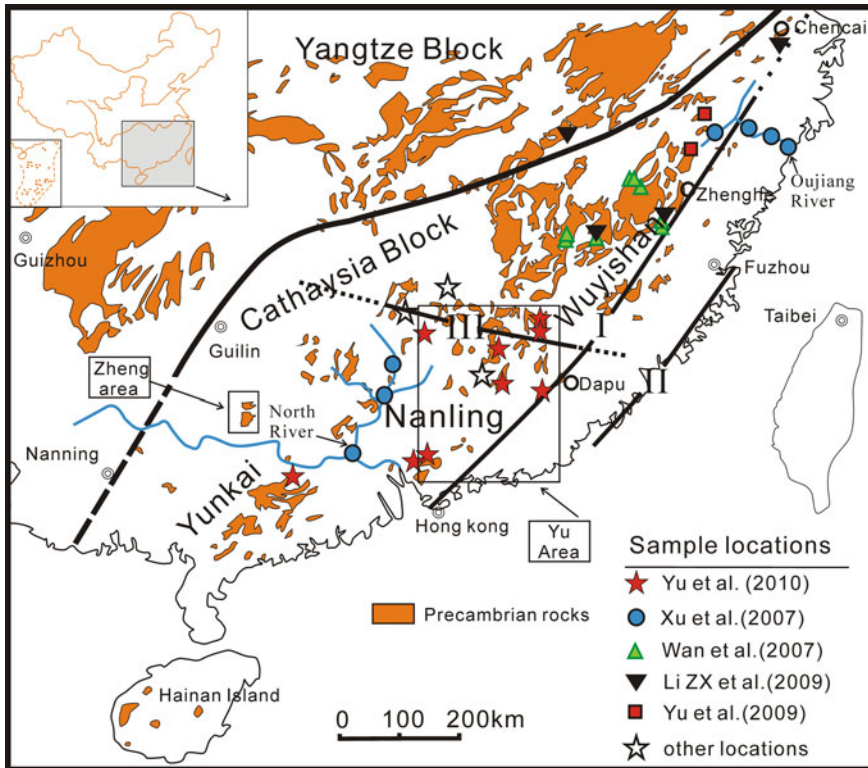 Yangtze Block
Chencai
Oujiang
River
Zhenghe
Guizhou
Cathaysia Block
Wuyishan
Fuzhou
Taibei
Guilin
III
I
II
Zheng
area
Dapu
North
River
Nanling
Nanning
Yunkai
Hong kong
Yu
Area
Sample locations
Yu et al. (2010)
Xu et al.(2007)
Wan et al.(2007)
Li ZX et al.(2009)
Yu et al.(2009)
other locations
Precambrian rocks
Hainan Island
0 100 200km